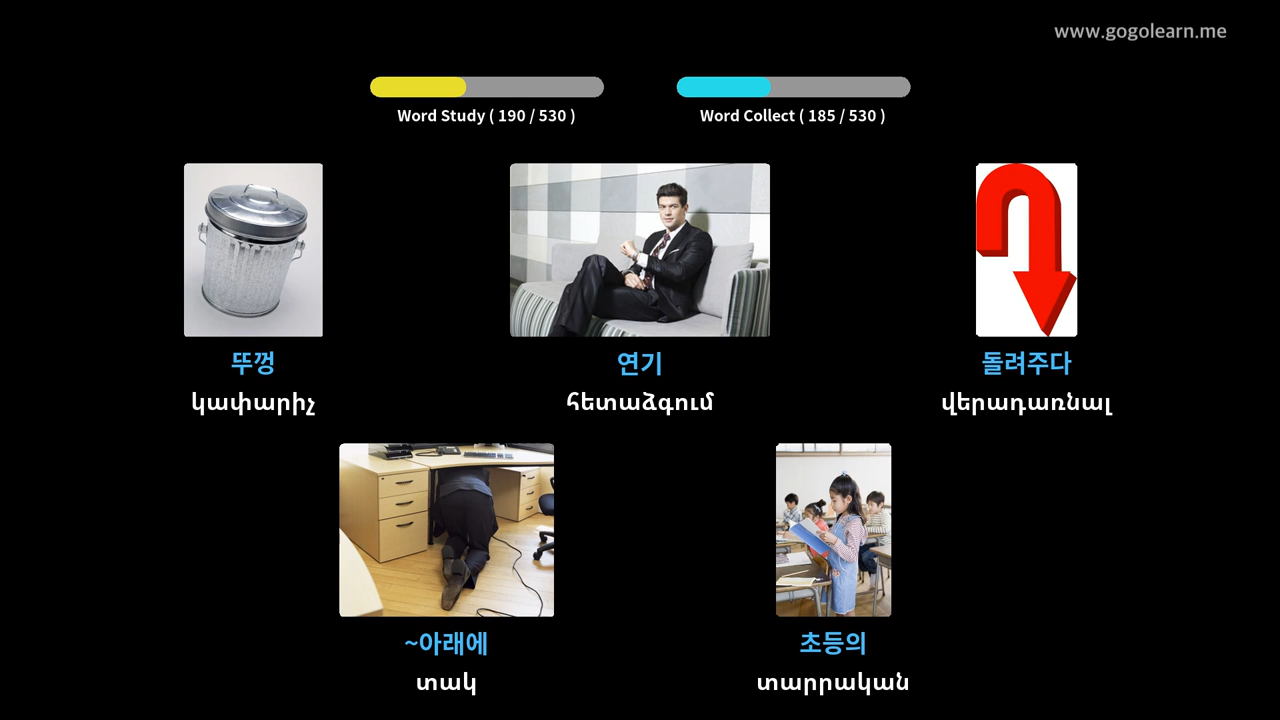 www.gogolearn.me
Word Study ( 190 / 530 )
Word Collect ( 185 / 530 )
뚜껑
կափարիչ
연기
հետաձգում
돌려주다
վերադառնալ
~아래에
տակ
초등의
տարրական